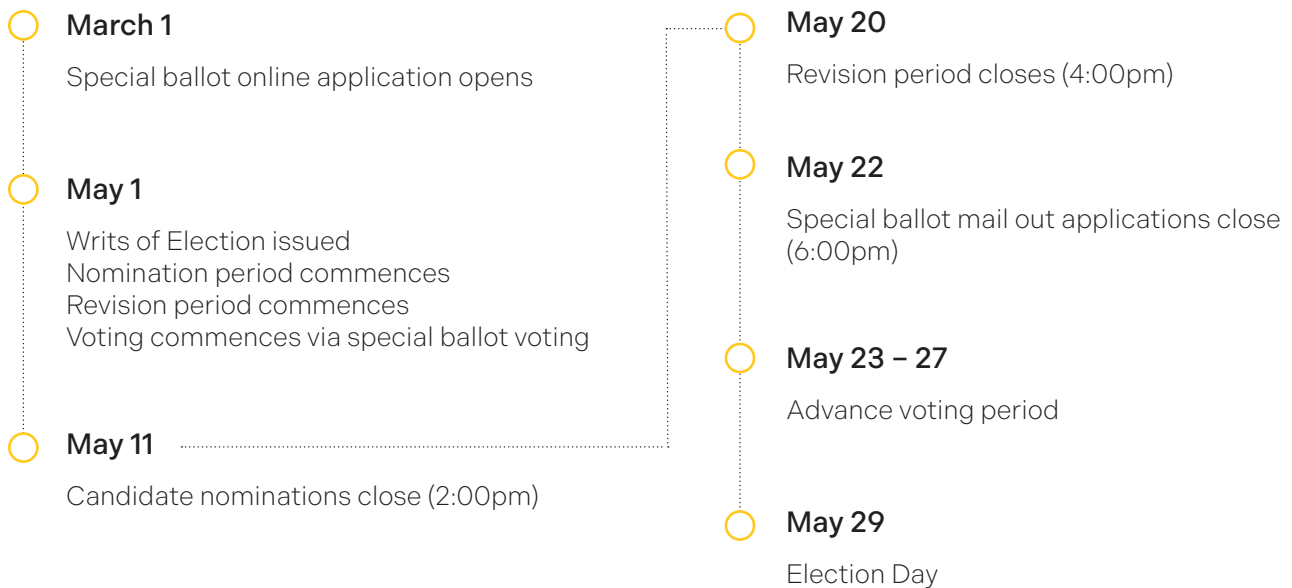 March 1
Special ballot online application opens
May 1
Writs of Election issued
Nomination period commences
Revision period commences
Voting commences via special ballot voting
May 11
Candidate nominations close (2:00pm)
May 20
Revision period closes (4:00pm)
May 22
Special ballot mail out applications close
(6:00pm)
May 23 – 27
Advance voting period
May 29
Election Day